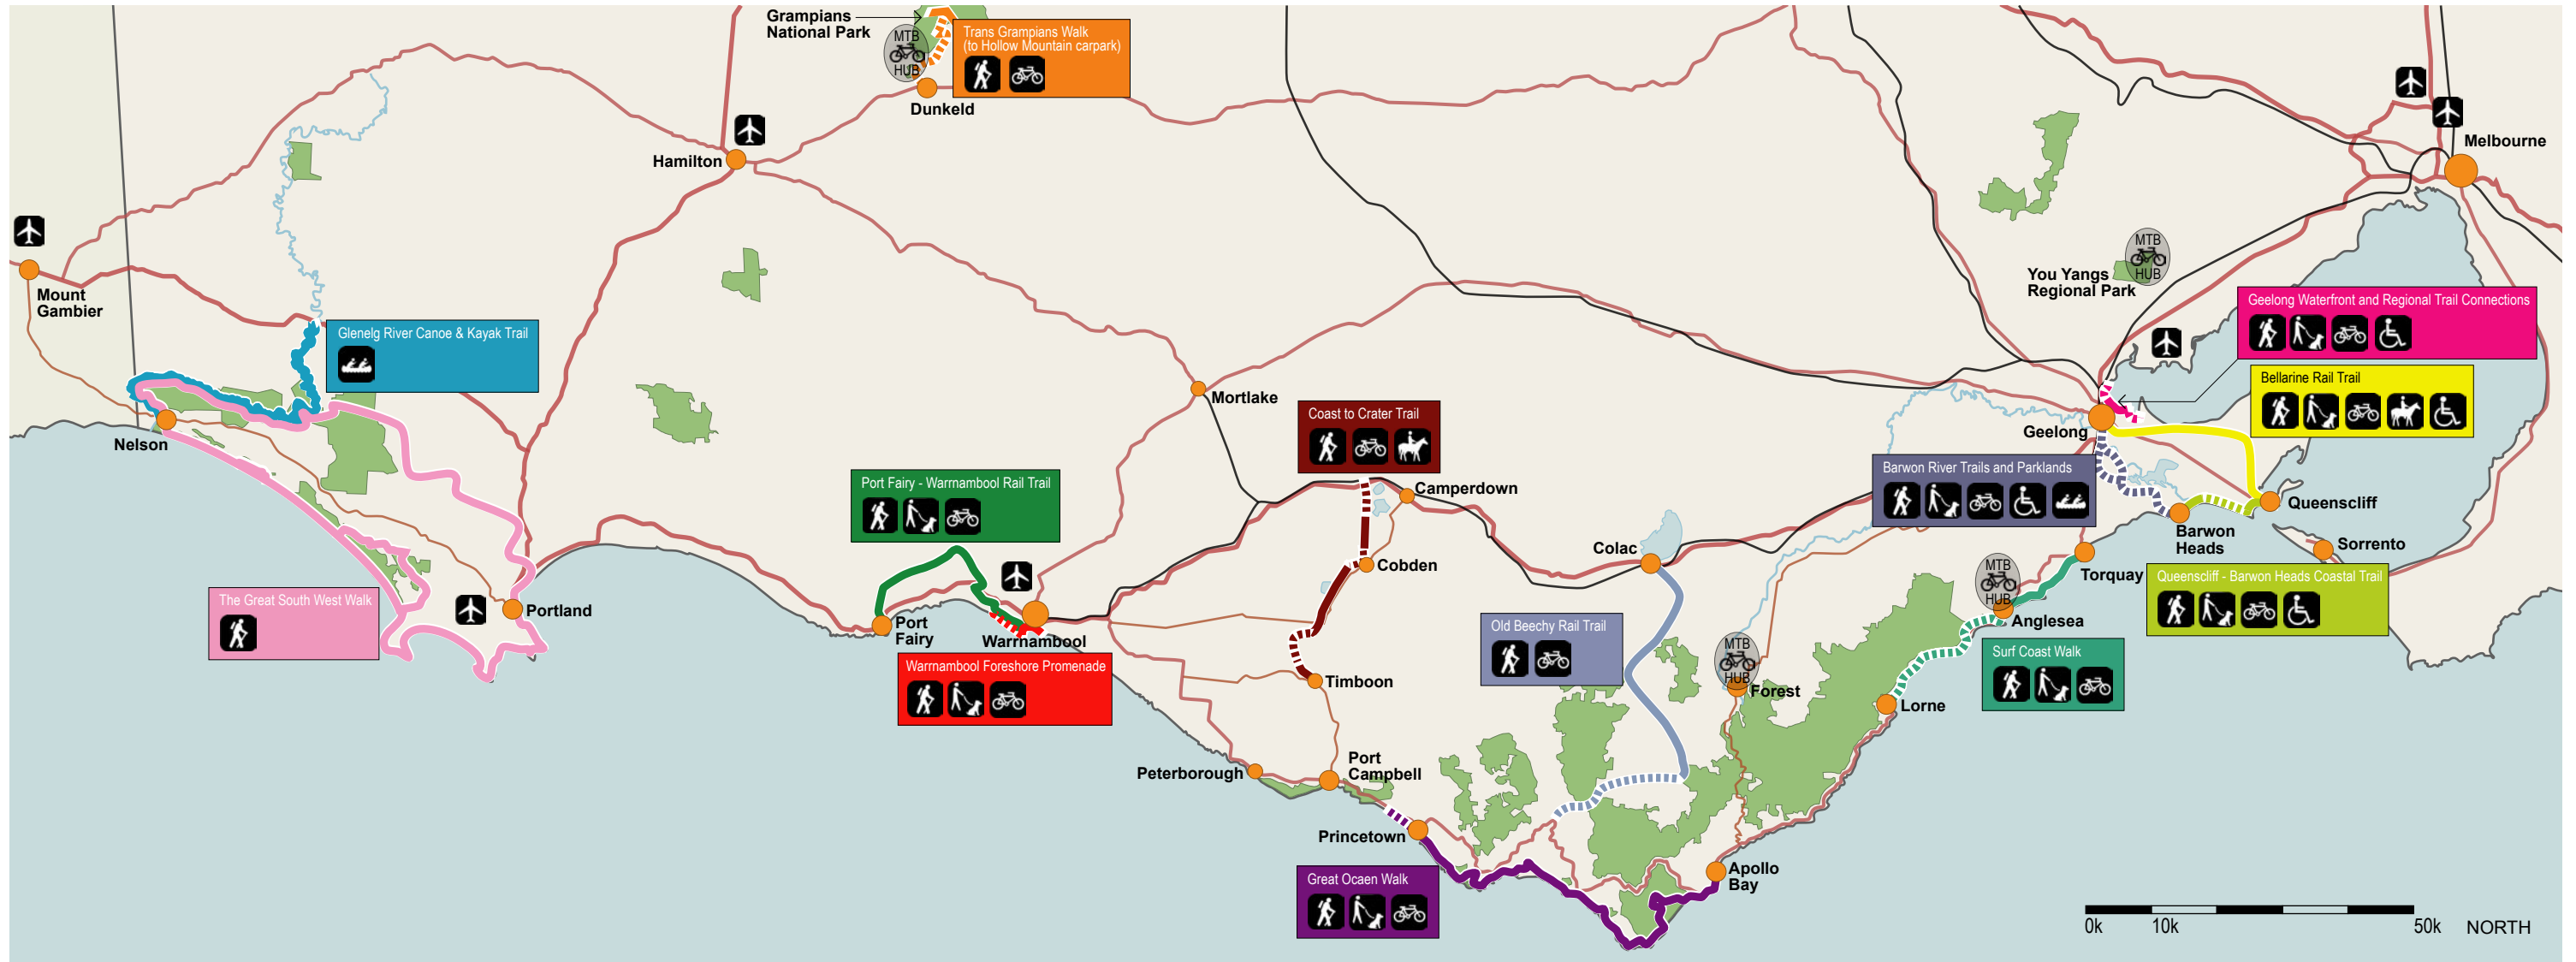 Grampians
National Park
MTB
HUB
Trans Grampians Walk
(to Hollow Mountain carpark)
Dunkeld
Hamilton
Melbourne
Mount
Gambier
MTB
HUB
You Yangs
Regional Park
Geelong Waterfront and Regional Trail Connections
Glenelg River Canoe & Kayak Trail
Bellarine Rail Trail
Mortlake
Coast to Crater Trail
Nelson
Geelong
Barwon River Trails and Parklands
Port Fairy - Warrnambool Rail Trail
Camperdown
Queenscliff
Barwon
Heads
Sorrento
Colac
Cobden
Torquay
Queenscliff - Barwon Heads Coastal Trail
MTB
HUB
Anglesea
The Great South West Walk
Portland
Port
Fairy
Warrnambool
Old Beechy Rail Trail
MTB
HUB
Forest
Surf Coast Walk
Warrnambool Foreshore Promenade
Timboon
Lorne
Peterborough
Port
Campbell
Princetown
Great Ocaen Walk
Apollo
Bay
0k
10k
50k
NORTH